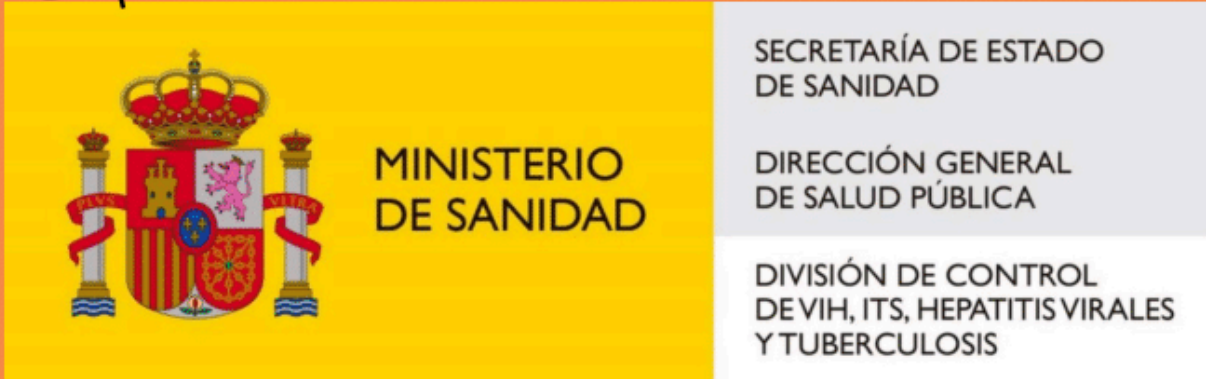 PLVS VLTRA
MINISTERIO
DE SANIDAD
SECRETARÍA DE ESTADO
DE SANIDAD
DIRECCIÓN GENERAL
DE SALUD PÚBLICA
DIVISIÓN DE CONTROL
DE VIH, ITS, HEPATITIS VIRALES
Y TUBERCULOSIS